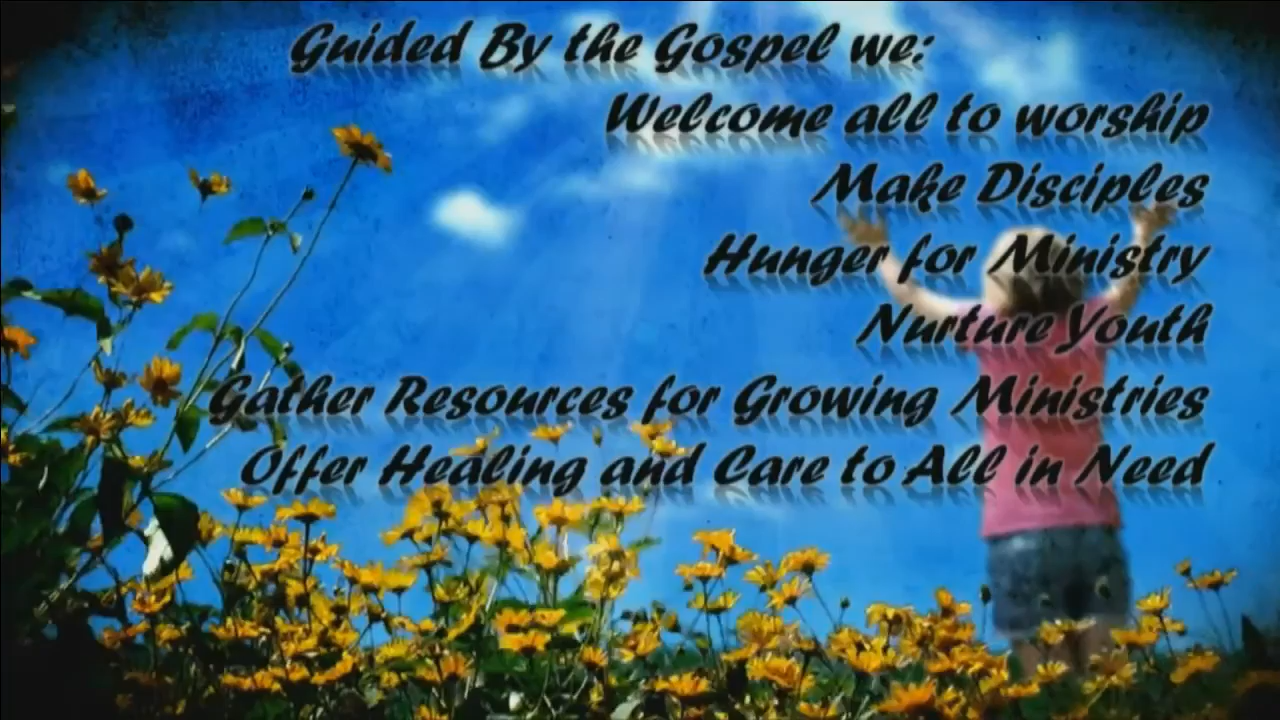 Guided By the Gospel we:
Welcome all to worship
Make Disciples
Hunger for Ministry
Nurture Youth
Gather Resources for Growing Ministries
Offer Healing and Care to All in Need